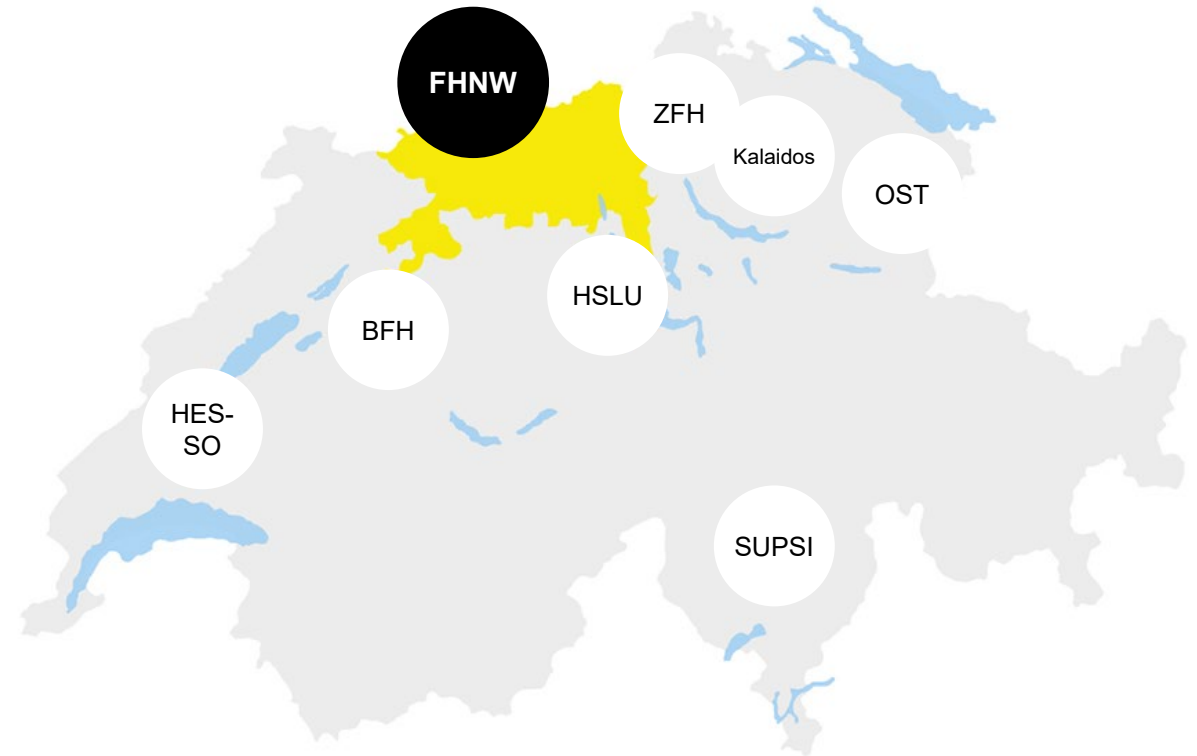 FHNW
ZFH
Kalaidos
OST
HSLU
BFH
HES-
SO
SUPSI